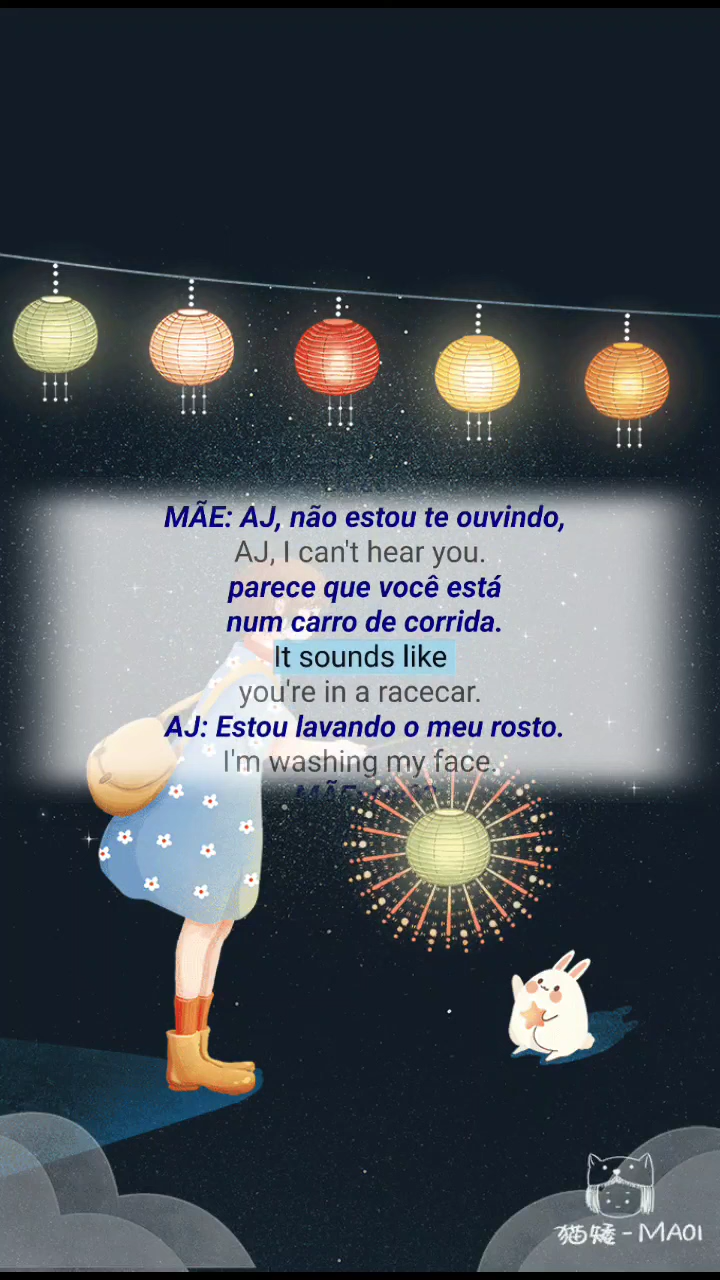 MÃE: AJ, não estou te ouvindo,
AJ, I can't hear you.
parece que você está
num carro de corrida.
It sounds like
you're in a racecar.
AJ: Estou lavando o meu rosto.
I'm washing my face.
猫矮-MAOI